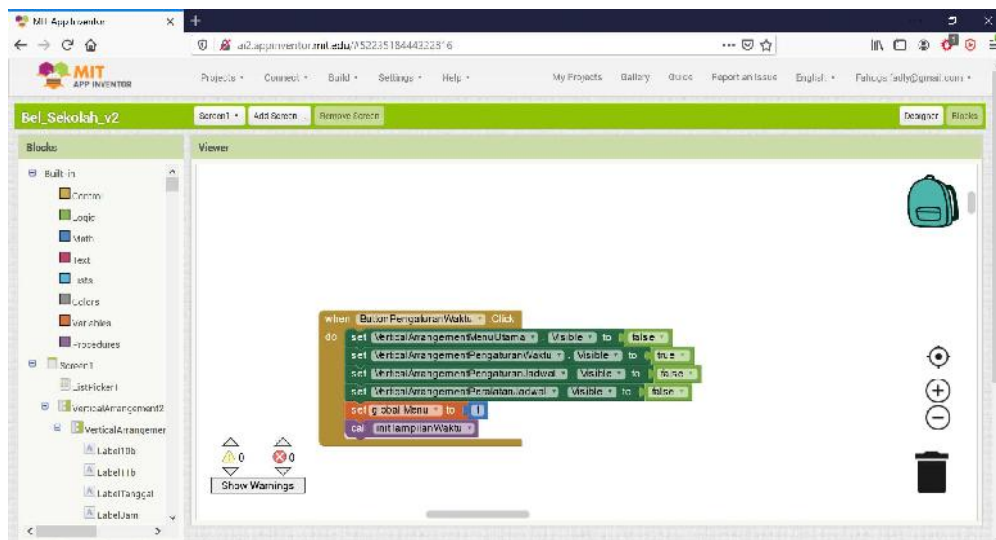 MIT App Inventor
ai2.appinventor.mit.edu/
MIT
APP INVENTOR
Projects Connect Build Settings Help My Projects Gallery Guide Report an Issue English
Bel_Sekolah_v2
Screen1 Add Screen Remove Screen
Designer Blocks
Blocks
Viewer
Built-in
Control
Logic
Math
Text
Lists
Colors
Variables
Procedures
Screen1
ListPicker1
VerticalArrangement2
VerticalArrangemer
Label10b
Label11b
LabelTanggal
LabelJam
when ButtonPengaturanWaktu . Click
do set VerticalArrangementMenuUtama . Visible to false
set VerticalArrangementPengaturanWaktu . Visible to true
set VerticalArrangementPengaturanJadwal . Visible to false
set VerticalArrangementPeralatanJadwal . Visible to false
set global Menu to 1
call initTampilanWaktu
0 0
Show Warnings